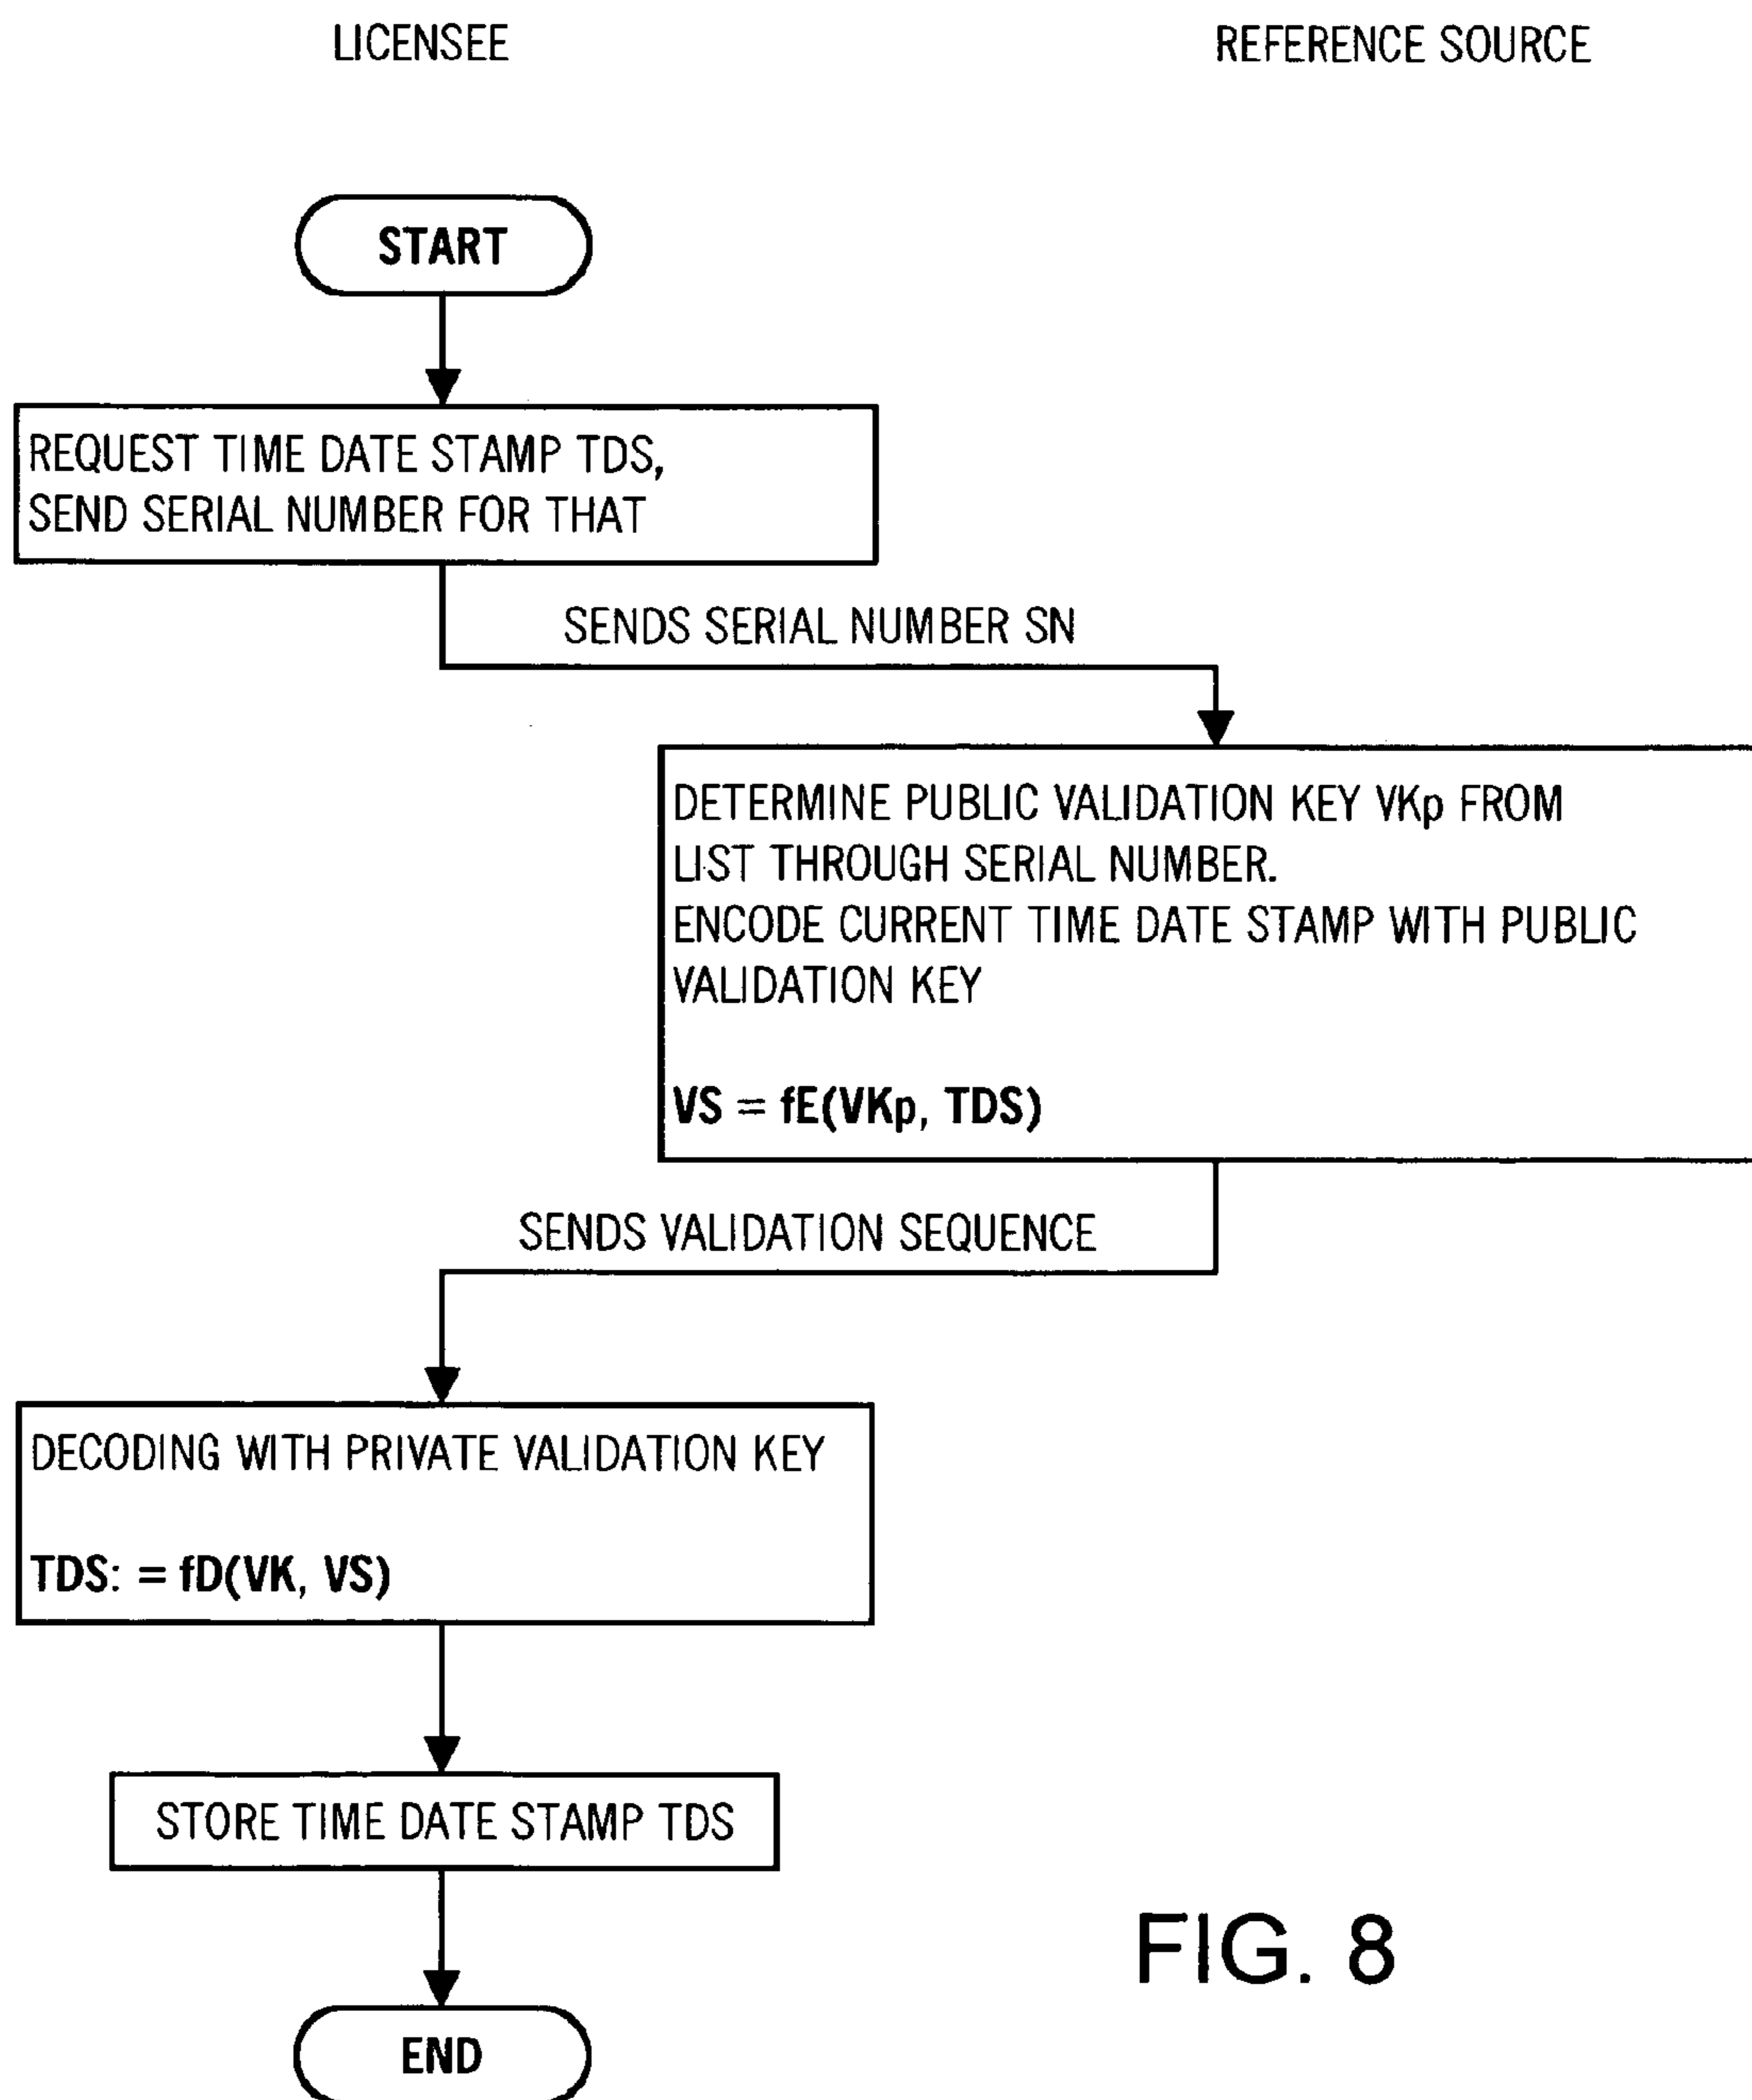 LICENSEE
REFERENCE SOURCE
START
REQUEST TIME DATE STAMP TDS,
SEND SERIAL NUMBER FOR THAT
SENDS SERIAL NUMBER SN
DETERMINE PUBLIC VALIDATION KEY VKp FROM
LIST THROUGH SERIAL NUMBER.
ENCODE CURRENT TIME DATE STAMP WITH PUBLIC
VALIDATION KEY
VS = fE(VKp, TDS)
SENDS VALIDATION SEQUENCE
DECODING WITH PRIVATE VALIDATION KEY
TDS: = fD(VK, VS)
STORE TIME DATE STAMP TDS
END
FIG. 8